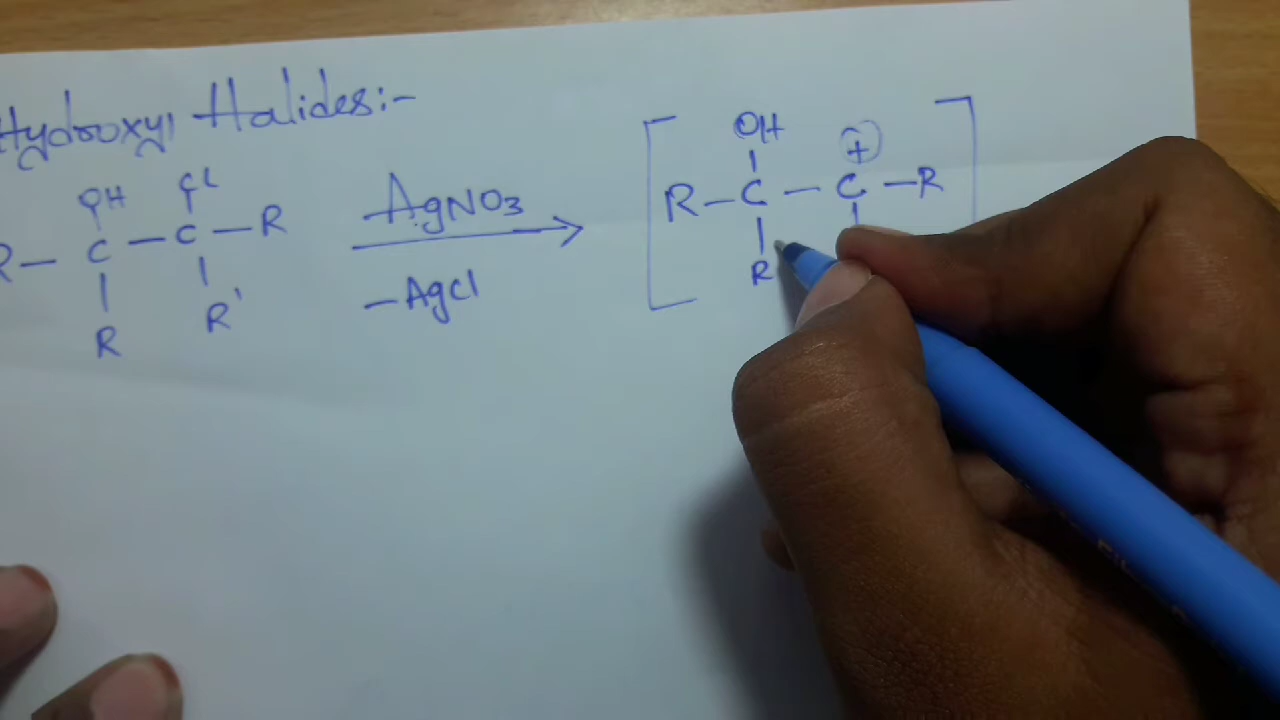 Hydroxyl Halides:-
OH Cl
R-C-C-R
R R'
AgNO3
-AgCl
OH +
R-C-C-R
R